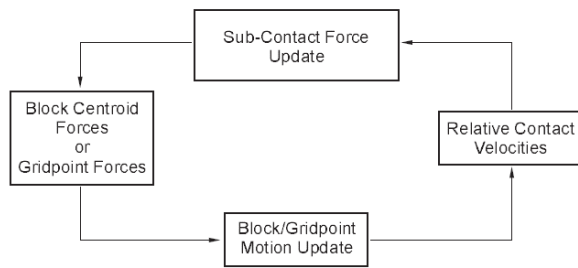 Sub-Contact Force
Update
Block Centroid
Forces
or
Gridpoint Forces
Relative Contact
Velocities
Block/Gridpoint
Motion Update